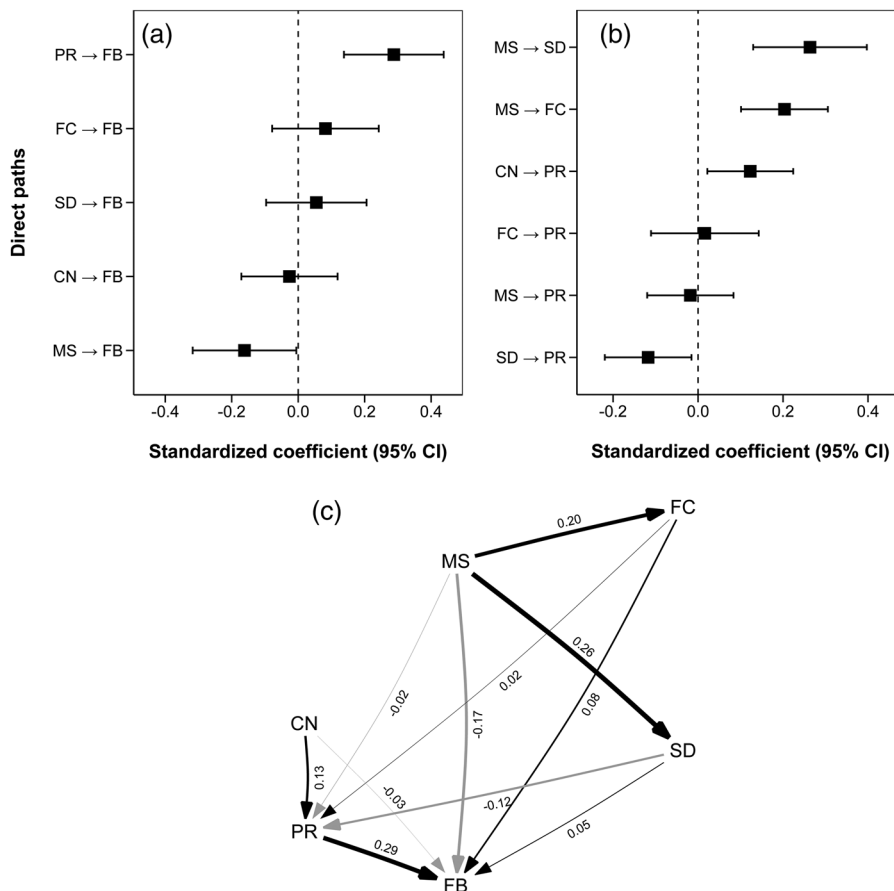 (a)
Direct paths
PR → FB
FC → FB
SD → FB
CN → FB
MS → FB
-0.4 -0.2 0.0 0.2 0.4
Standardized coefficient (95% CI)
(b)
MS → SD
MS → FC
CN → PR
FC → PR
MS → PR
SD → PR
-0.2 0.0 0.2 0.4
Standardized coefficient (95% CI)
(c)
FC
0.20
MS
0.26
0.02
-0.02
0.08
-0.17
CN
SD
0.13
-0.03
-0.12
PR
0.05
0.29
FB